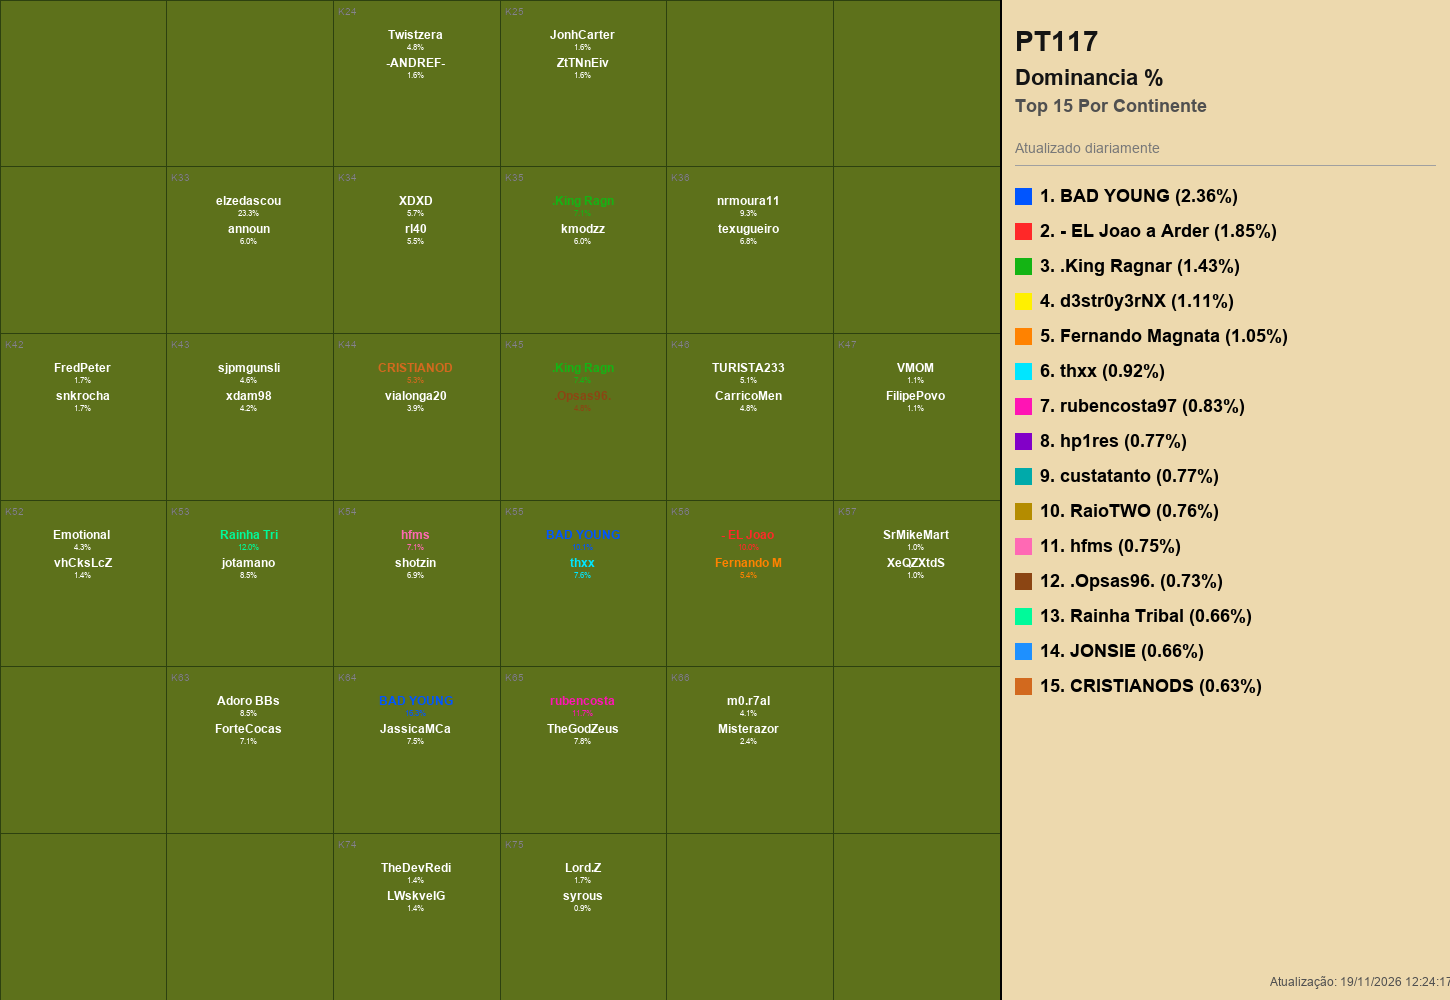 K24
Twistzera
4.8%
-ANDREF-
1.6%
K25
JonhCarter
1.6%
ZtTNnEiv
1.6%
K33
elzedascou
23.3%
announ
6.0%
K34
XDXD
5.7%
rl40
5.5%
K35
.King Ragn
7.1%
kmodzz
6.0%
K36
nrmoura11
9.3%
texugueiro
6.8%
K42
FredPeter
1.7%
snkrocha
1.7%
K43
sjpmgunsli
4.6%
xdam98
4.2%
K44
CRISTIANOD
5.3%
vialonga20
3.9%
K45
.King Ragn
.Opsas96.
K46
TURISTA233
5.1%
CarricoMen
4.8%
K47
VMOM
1.1%
FilipePovo
1.1%
K52
Emotional
4.3%
vhCksLcZ
1.4%
K53
Rainha Tri
12.0%
jotamano
8.5%
K54
hfms
7.1%
shotzin
6.9%
K55
BAD YOUNG
thxx
7.6%
K56
- EL Joao
Fernando M
5.4%
K57
SrMikeMart
1.0%
XeQZXtdS
1.0%
K63
Adoro BBs
8.5%
ForteCocas
7.1%
K64
BAD YOUNG
JassicaMCa
7.5%
K65
rubencosta
TheGodZeus
7.8%
K66
m0.r7al
4.1%
Misterazor
2.4%
K74
TheDevRedi
1.4%
LWskvelG
1.4%
K75
Lord.Z
1.7%
syrous
0.9%
PT117
Dominancia %
Top 15 Por Continente
Atualizado diariamente
1. BAD YOUNG (2.36%)
2. - EL Joao a Arder (1.85%)
3. .King Ragnar (1.43%)
4. d3str0y3rNX (1.11%)
5. Fernando Magnata (1.05%)
6. thxx (0.92%)
7. rubencosta97 (0.83%)
8. hp1res (0.77%)
9. custatanto (0.77%)
10. RaioTWO (0.76%)
11. hfms (0.75%)
12. .Opsas96. (0.73%)
13. Rainha Tribal (0.66%)
14. JONSIE (0.66%)
15. CRISTIANODS (0.63%)
Atualização: 19/11/2026 12:24:17